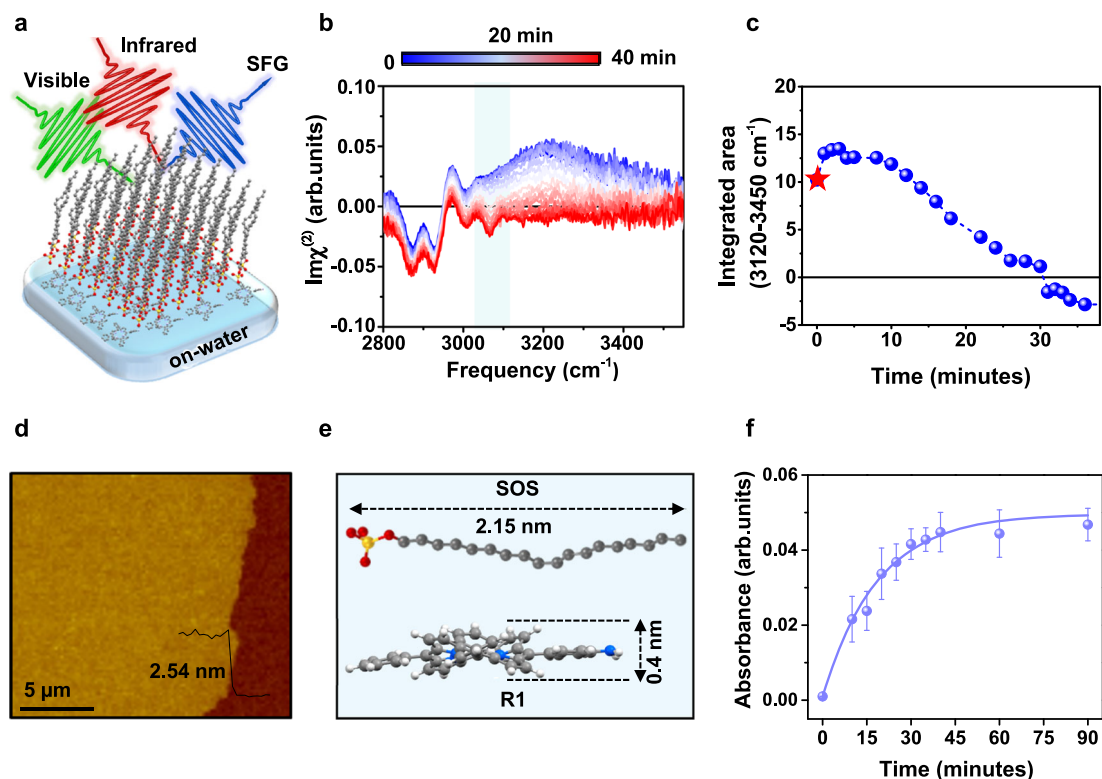 a
Infrared
Visible
SFG
on-water
b
20 min
0
40 min
0.10
0.05
0.00
-0.05
-0.10
2800 3000 3200 3400
Imχ(2) (arb.units)
Frequency (cm-1)
c
25
20
15
10
5
0
-5
0 10 20 30
Integrated area
(3120-3450 cm-1)
Time (minutes)
d
2.54 nm
5 µm
e
SOS
2.15 nm
0.4 nm
R1
f
0.06
0.04
0.02
0.00
0 15 30 45 60 75 90
Absorbance (arb.units)
Time (minutes)